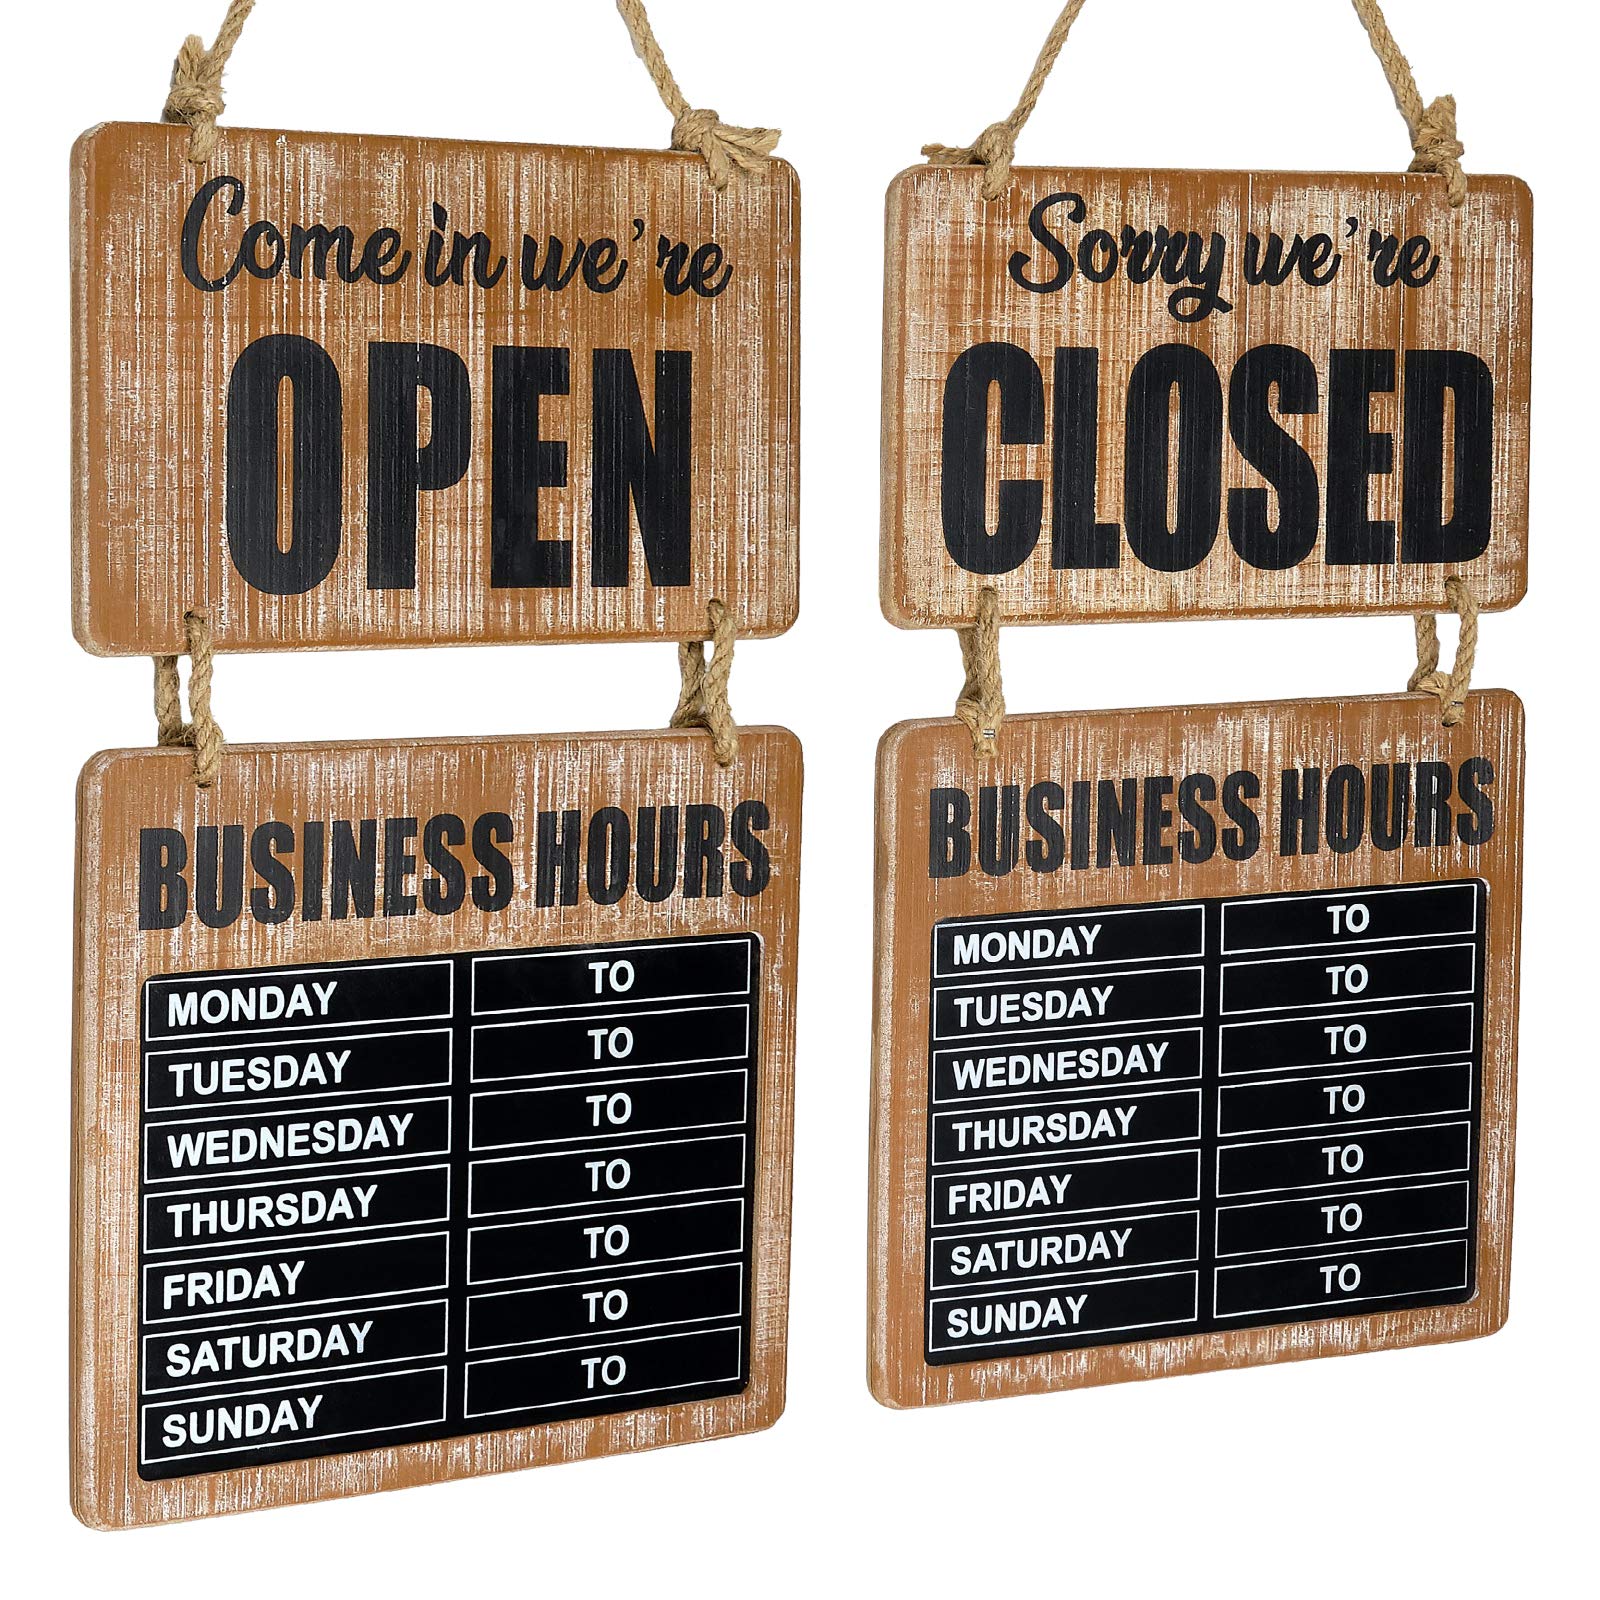 Come in we're
OPEN
BUSINESS HOURS
MONDAY TO
TUESDAY TO
WEDNESDAY TO
THURSDAY TO
FRIDAY TO
SATURDAY TO
SUNDAY TO
Sorry we're
CLOSED
BUSINESS HOURS
MONDAY TO
TUESDAY TO
WEDNESDAY TO
THURSDAY TO
FRIDAY TO
SATURDAY TO
SUNDAY TO